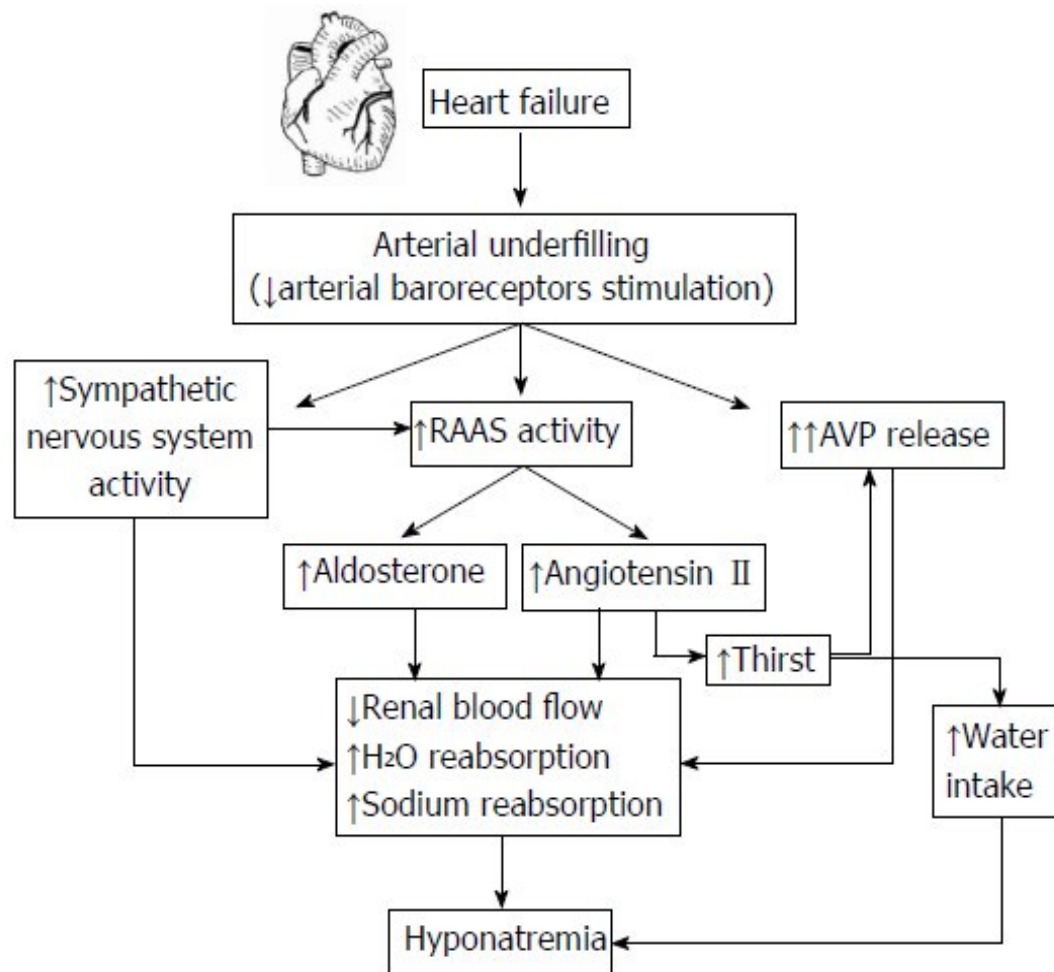 Heart failure
Arterial underfilling
(↓arterial baroreceptors stimulation)
↑Sympathetic
nervous system
activity
↑RAAS activity
↑↑AVP release
↑Aldosterone
↑Angiotensin Ⅱ
↑Thirst
↓Renal blood flow
↑H₂O reabsorption
↑Sodium reabsorption
↑Water
intake
Hyponatremia